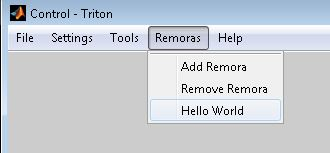 Control - Triton
File Settings Tools Remoras Help
Add Remora
Remove Remora
Hello World